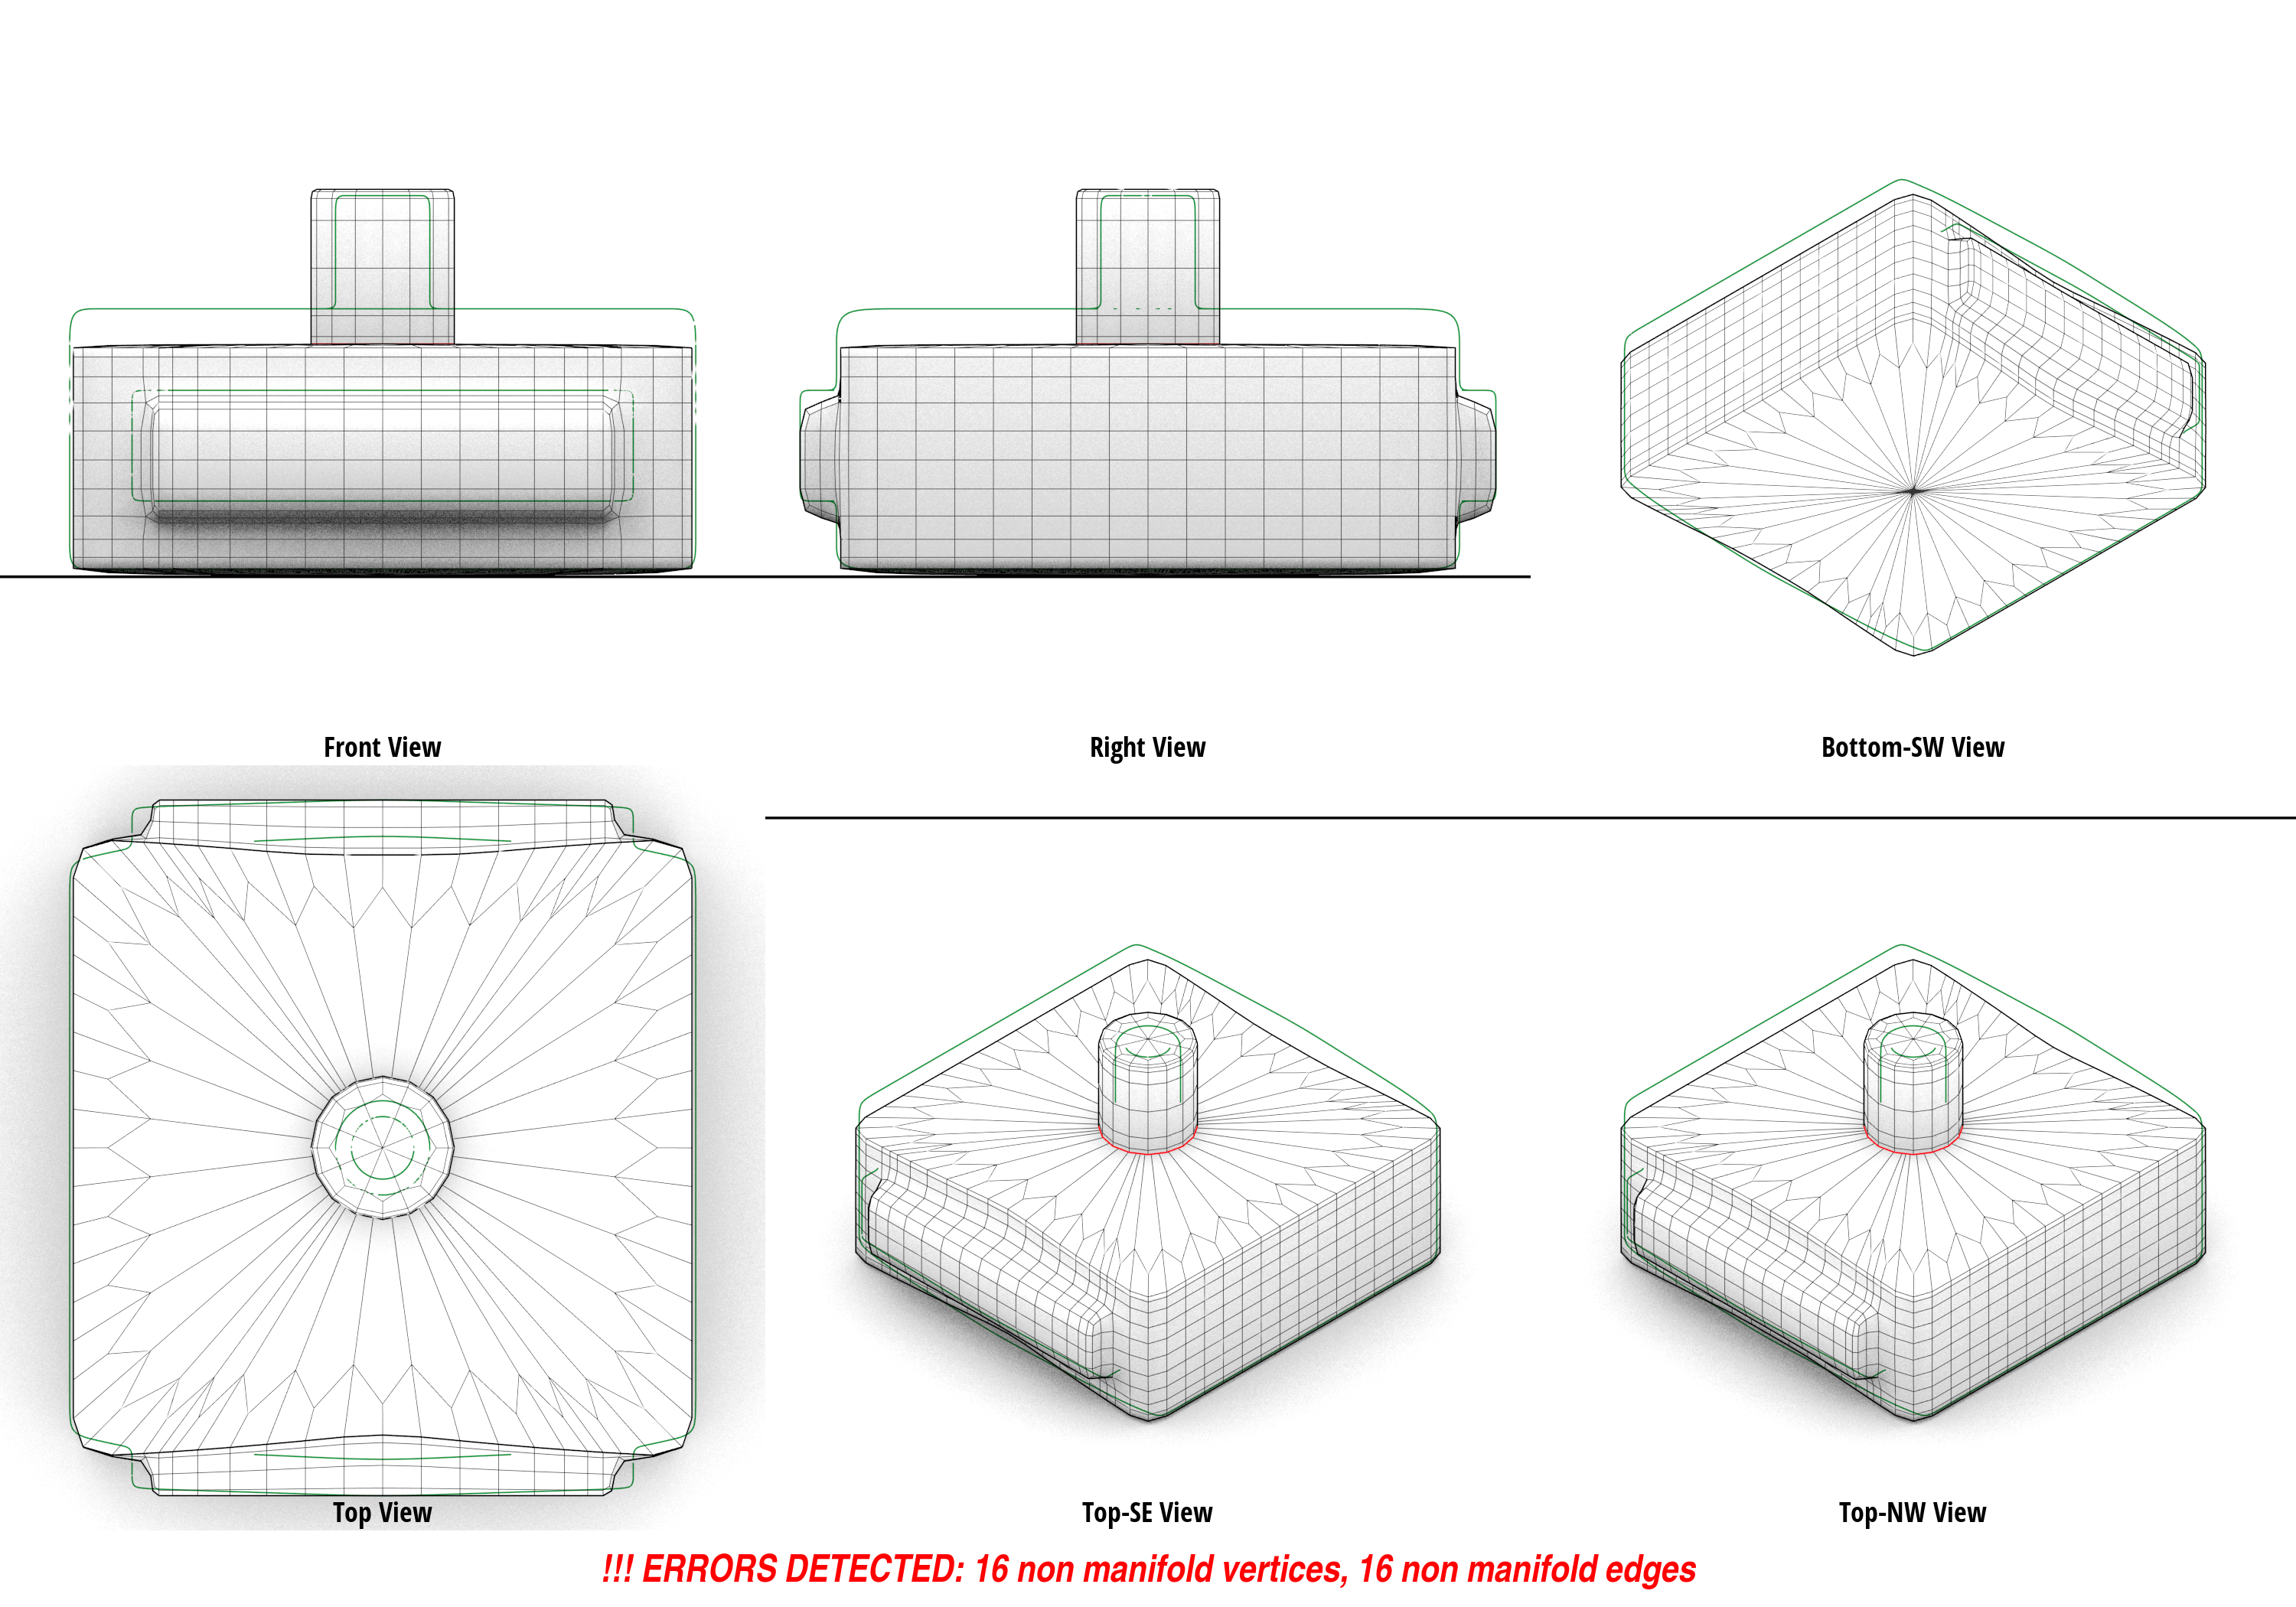 Front View
Right View
Bottom-SW View
Top View
Top-SE View
Top-NW View
!!! ERRORS DETECTED: 16 non manifold vertices, 16 non manifold edges